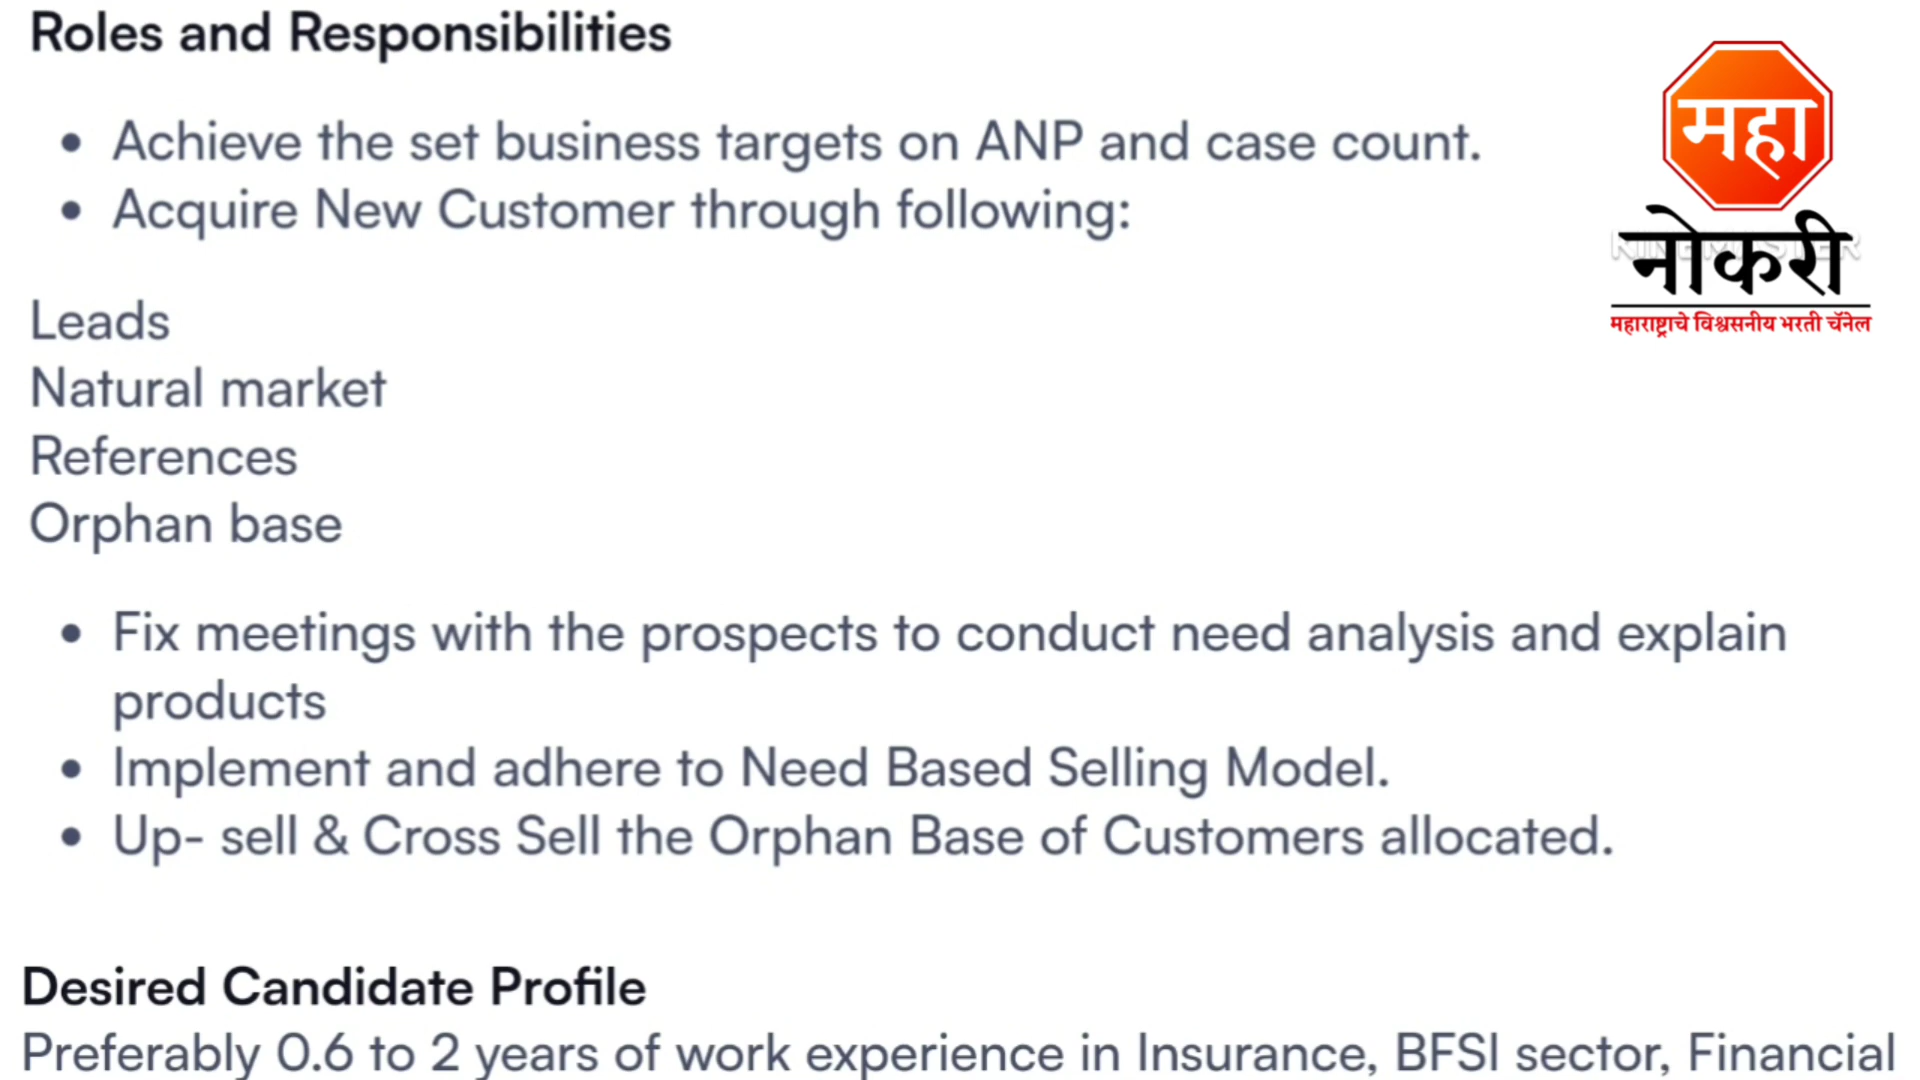 Roles and Responsibilities
• Achieve the set business targets on ANP and case count.
• Acquire New Customer through following:
Leads
Natural market
References
Orphan base
• Fix meetings with the prospects to conduct need analysis and explain
products
• Implement and adhere to Need Based Selling Model.
• Up- sell & Cross Sell the Orphan Base of Customers allocated.
Desired Candidate Profile
Preferably 0.6 to 2 years of work experience in Insurance, BFSI sector, Financial
महा
नोकरी
KINEMASTER
महाराष्ट्राचे विश्वसनीय भरती चॅनेल